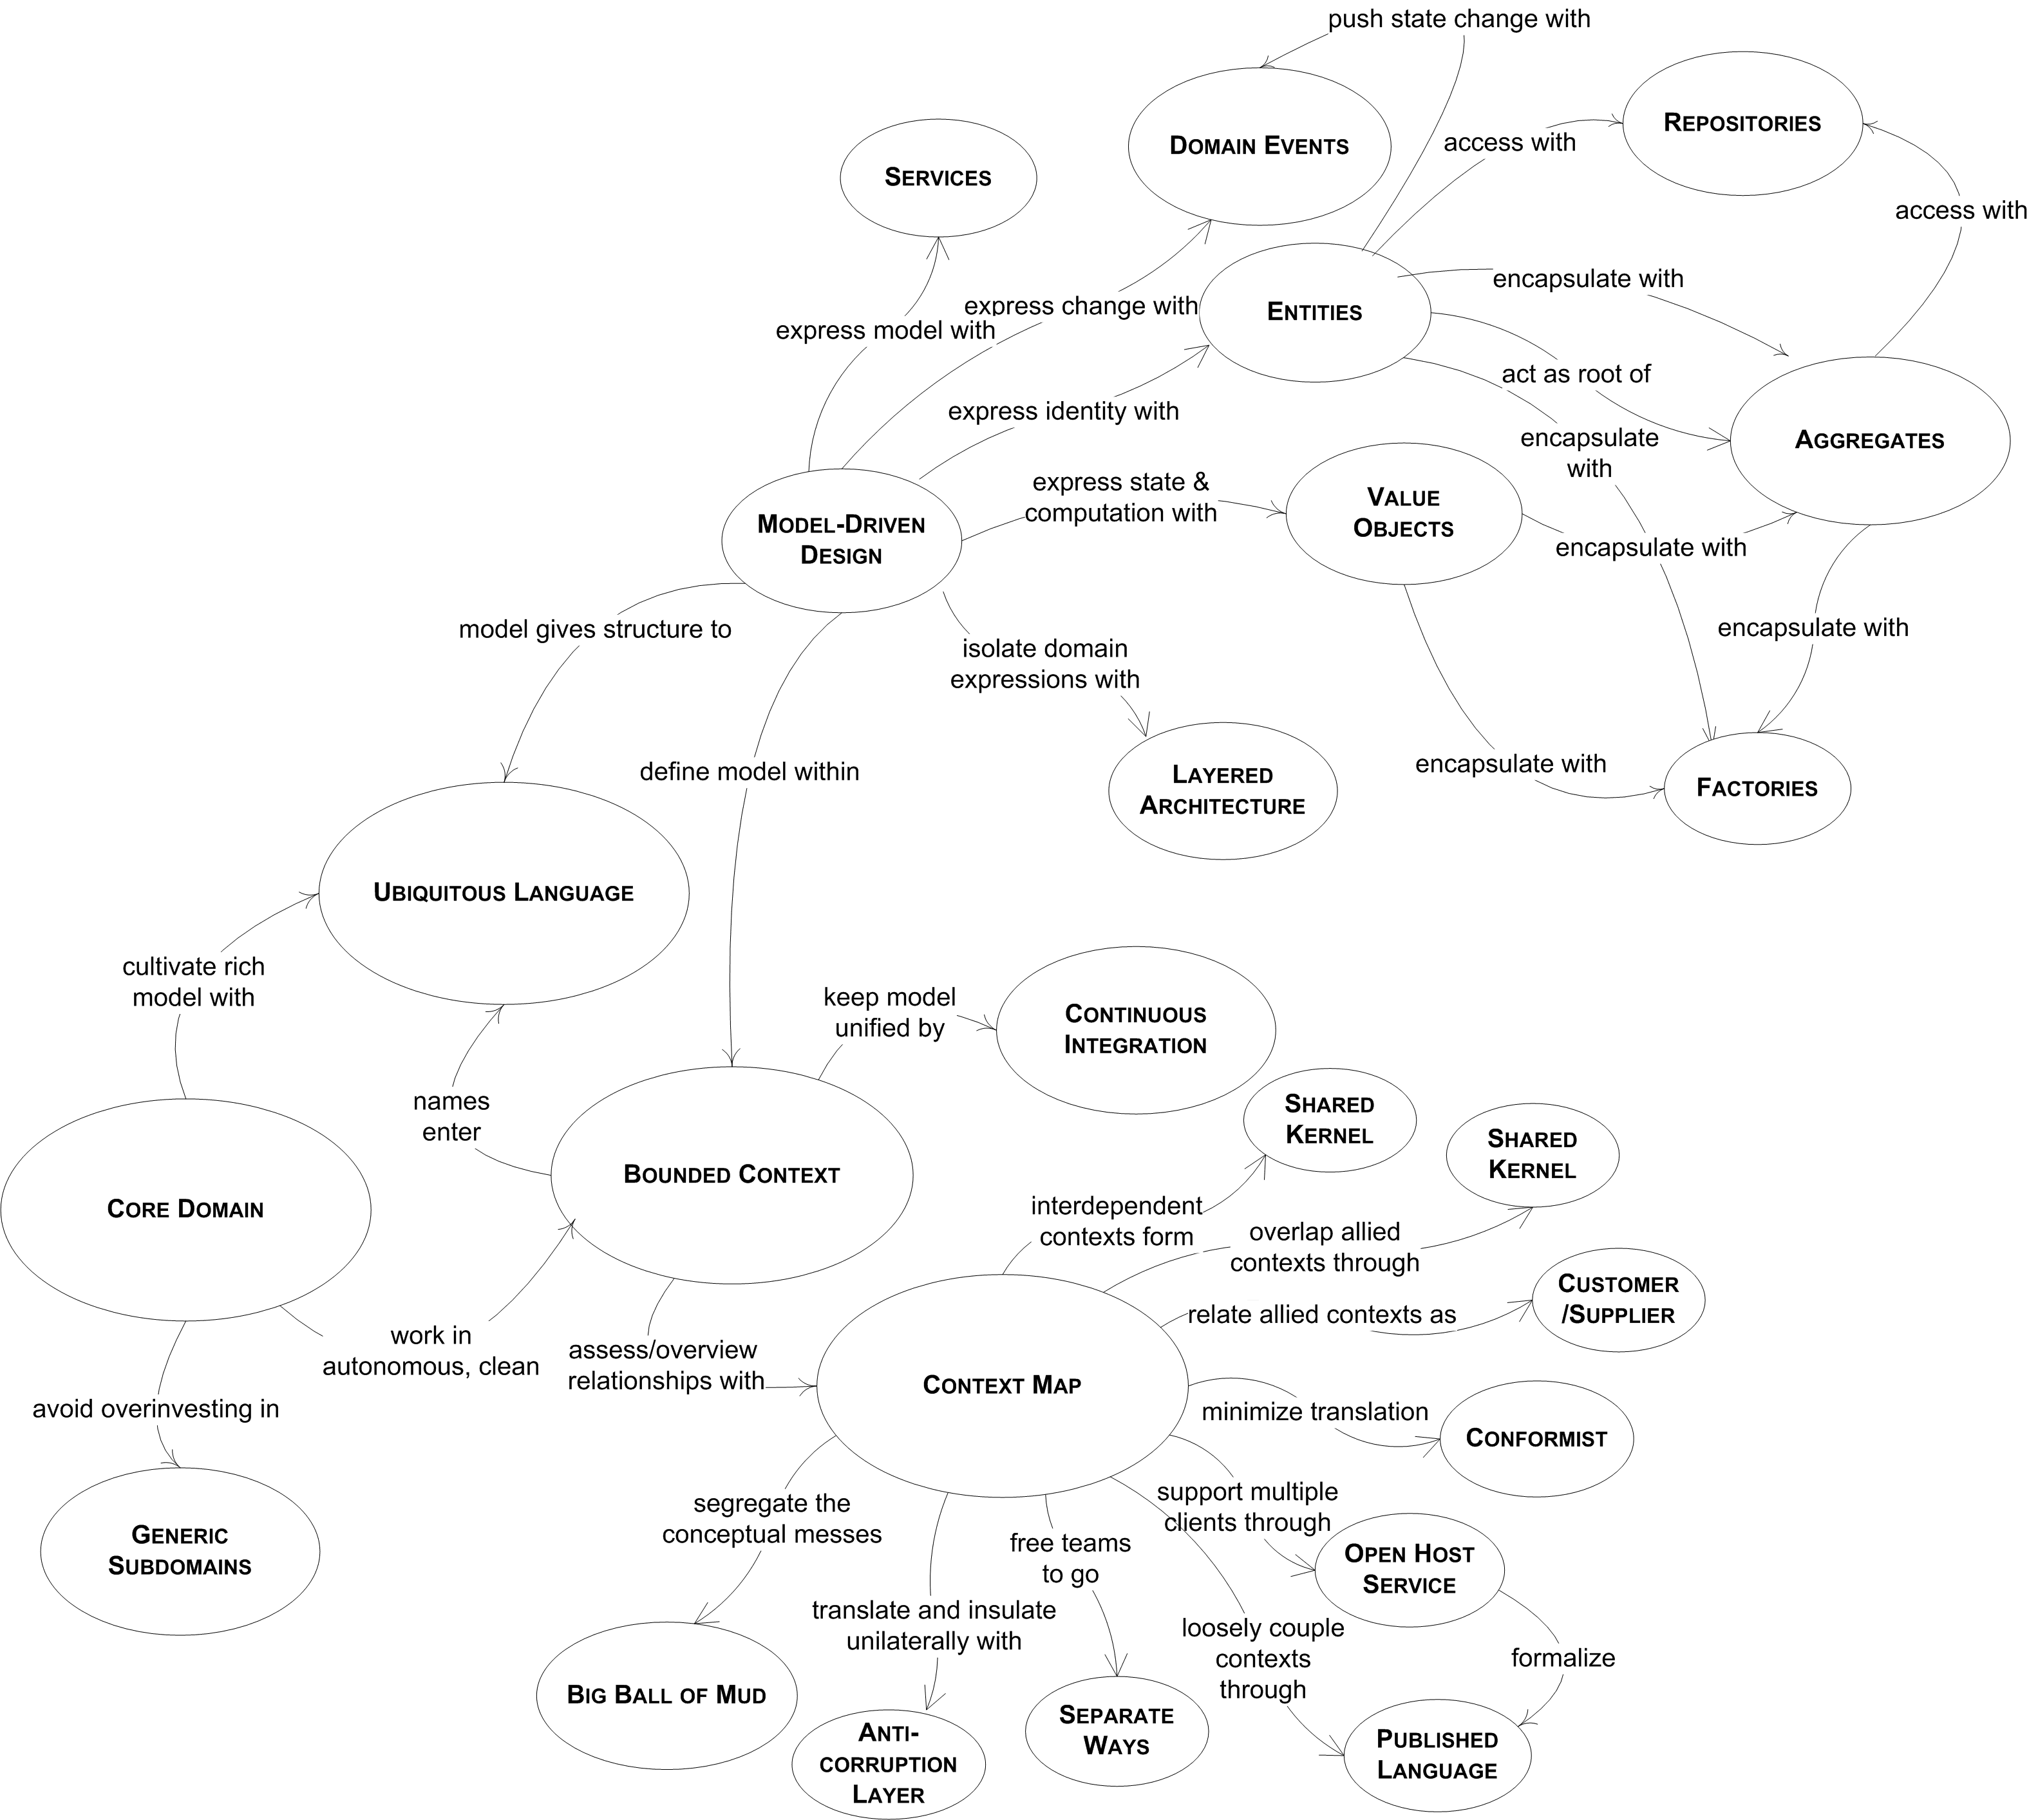 push state change with
DOMAIN EVENTS
access with
REPOSITORIES
SERVICES
access with
express change with
express model with
ENTITIES
encapsulate with
act as root of
express identity with
encapsulate
with
AGGREGATES
express state &
computation with
VALUE
OBJECTS
MODEL-DRIVEN
DESIGN
encapsulate with
model gives structure to
isolate domain
expressions with
encapsulate with
define model within
LAYERED
ARCHITECTURE
encapsulate with
FACTORIES
UBIQUITOUS LANGUAGE
cultivate rich
model with
keep model
unified by
CONTINUOUS
INTEGRATION
names
enter
SHARED
KERNEL
SHARED
KERNEL
BOUNDED CONTEXT
CORE DOMAIN
interdependent
contexts form
overlap allied
contexts through
CUSTOMER
/SUPPLIER
relate allied contexts as
work in
autonomous, clean
assess/overview
relationships with
CONTEXT MAP
avoid overinvesting in
minimize translation
CONFORMIST
segregate the
conceptual messes
support multiple
clients through
free teams
to go
GENERIC
SUBDOMAINS
OPEN HOST
SERVICE
translate and insulate
unilaterally with
loosely couple
contexts
through
formalize
BIG BALL OF MUD
ANTI-
CORRUPTION
LAYER
SEPARATE
WAYS
PUBLISHED
LANGUAGE